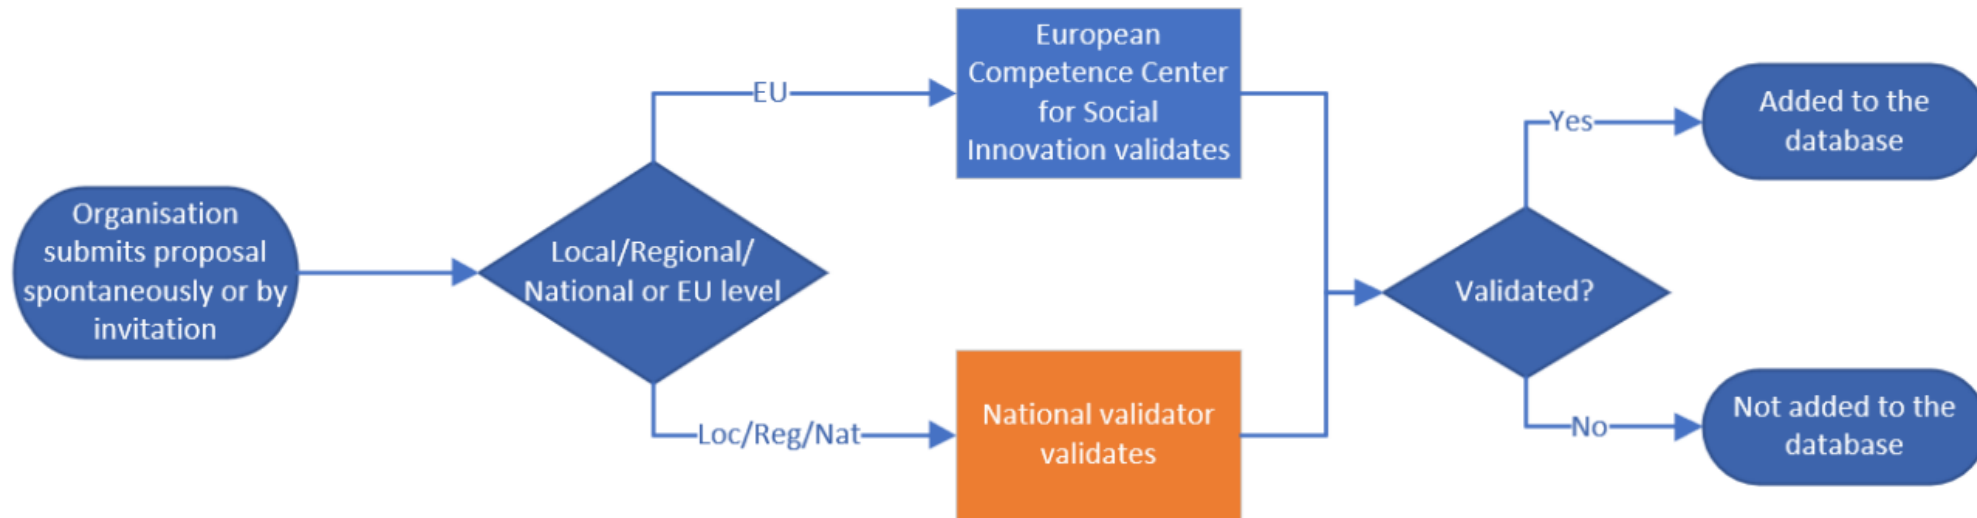 Organisation
submits proposal
spontaneously or by
invitation
Local/Regional/
National or EU level
EU
European
Competence Center
for Social
Innovation validates
Loc/Reg/Nat
National validator
validates
Validated?
Yes
Added to the
database
No
Not added to the
database